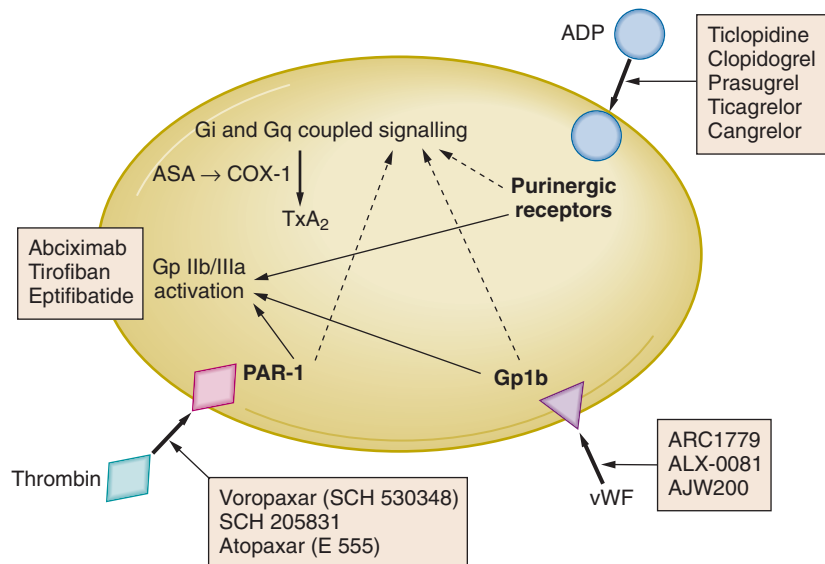 ADP
Ticlopidine
Clopidogrel
Prasugrel
Ticagrelor
Cangrelor
Gi and Gq coupled signalling
ASA → COX-1
TxA₂
Purinergic
receptors
Abciximab
Tirofiban
Eptifibatide
Gp IIb/IIIa
activation
PAR-1
Gp1b
Thrombin
Voropaxar (SCH 530348)
SCH 205831
Atopaxar (E 555)
vWF
ARC1779
ALX-0081
AJW200